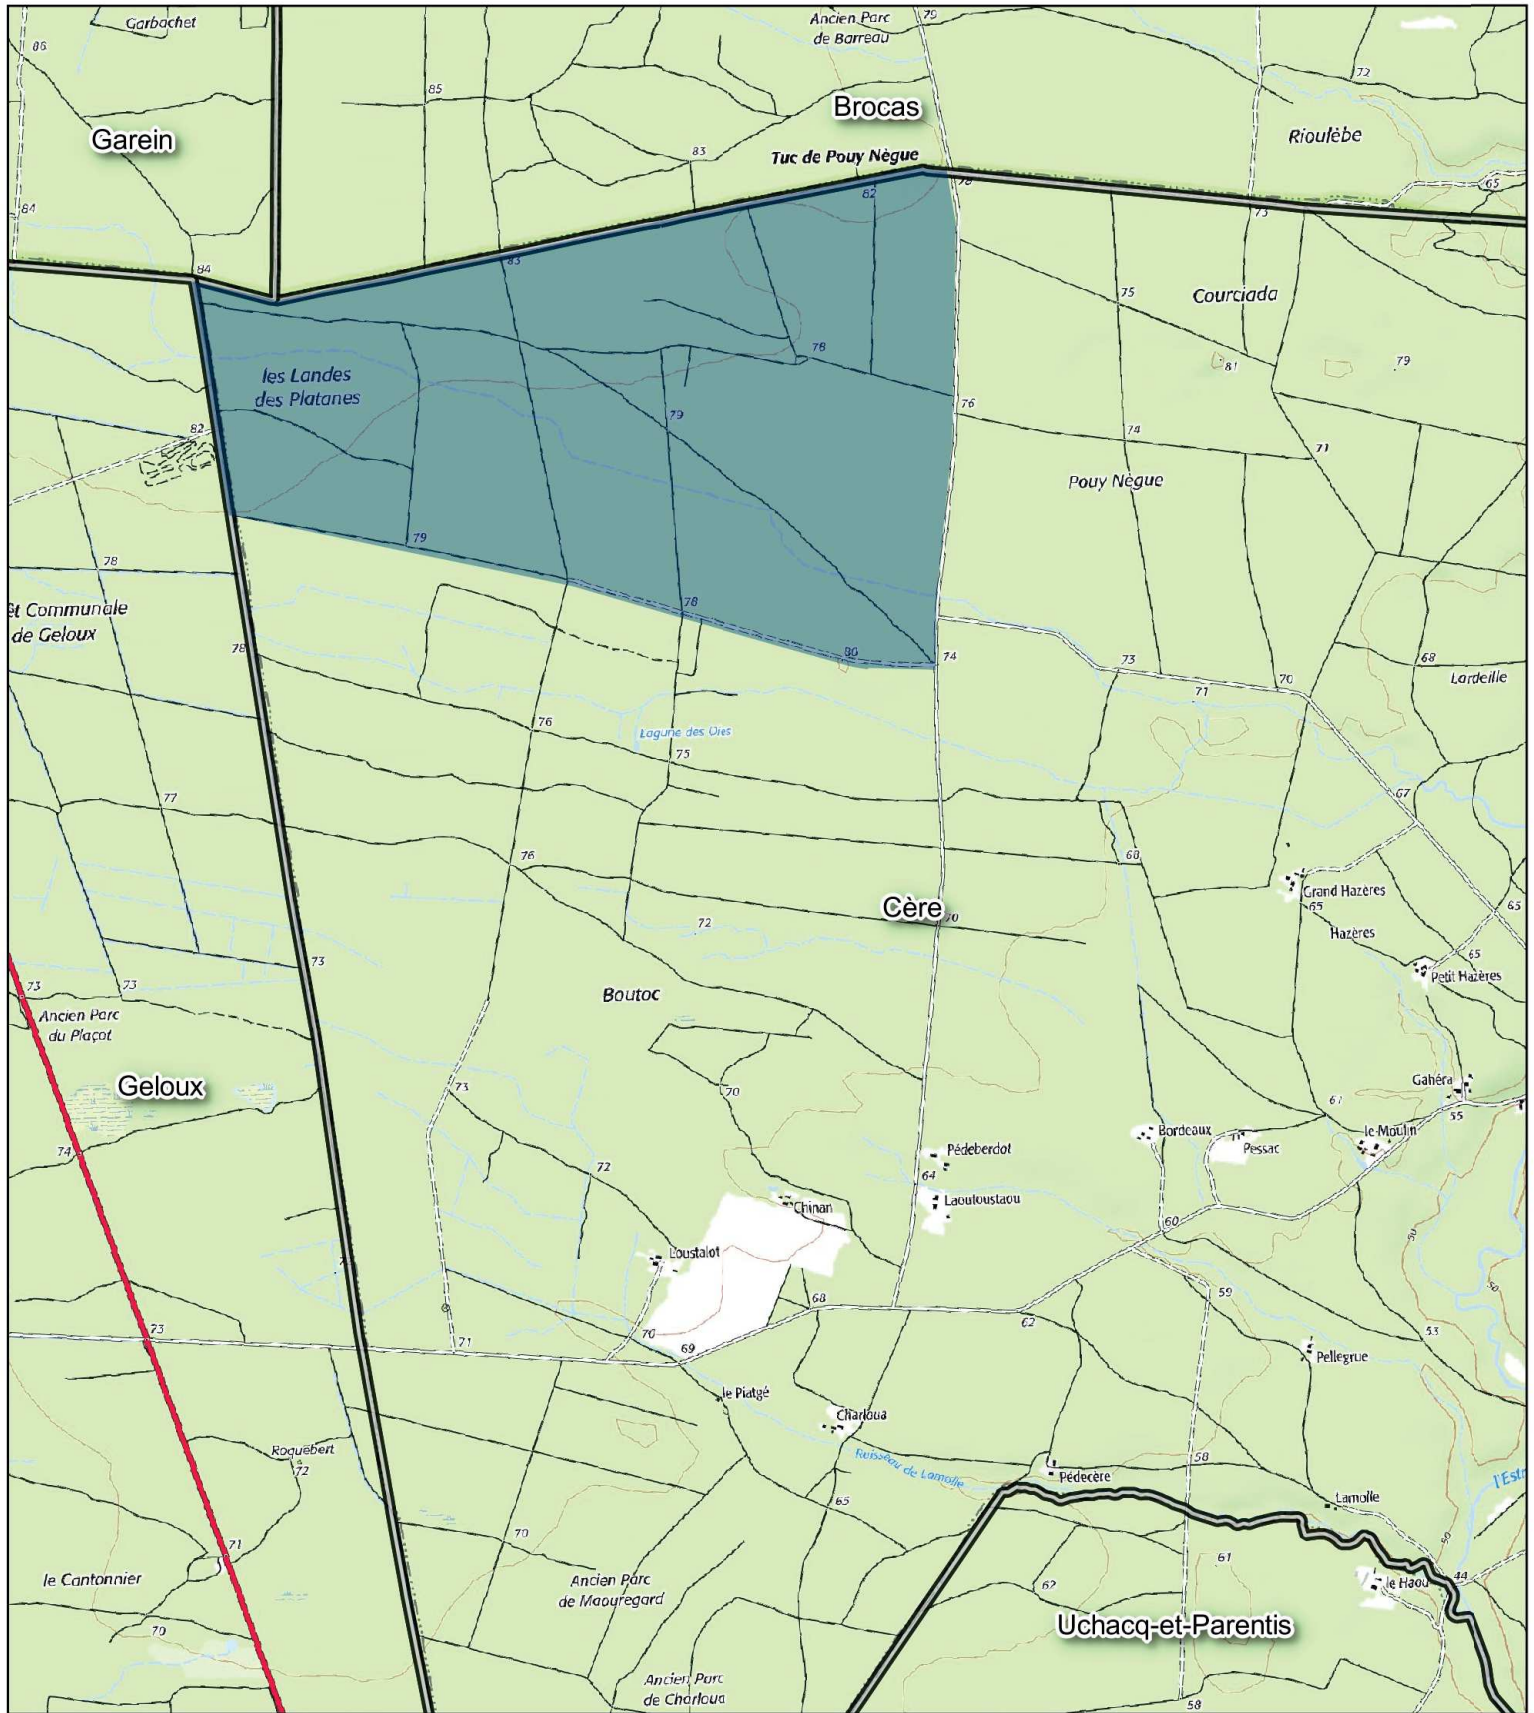 Garbachet
Ancien Parc
de Barreau
79
86
72
85
Brocas
Garein
Rioulèbe
83
Tuc de Pouy Nègue
82
78
65
84
73
83
84
75
Courciada
78
81
79
les Landes
des Platanes
79
76
82
74
71
Pouy Nègue
79
78
78
êt Communale
de Geloux
78
80
74
73
68
71
70
Lardeille
76
Lagune des Oies
75
77
67
76
68
Grand Hazères
65
65
Cère
70
72
Hazères
65
Petit Hazères
73
73
73
Boutoc
Ancien Parc
du Plaçot
Geloux
73
70
Gahéra
61
55
74
Bordeaux
le Moulin
Pessac
Pédeberdot
72
64
Laouloustaou
Chinan
60
50
Loustalot
59
50
68
62
73
70
71
69
53
Pellegrue
le Piatgé
Charloua
Roquebert
72
Ruisseau de Lamolle
58
Pédecère
l'Estr
Lamolle
65
70
50
71
61
le Cantonnier
Ancien Parc
de Maouregard
62
le Haou
44
Uchacq-et-Parentis
70
Ancien Parc
de Charloua
58